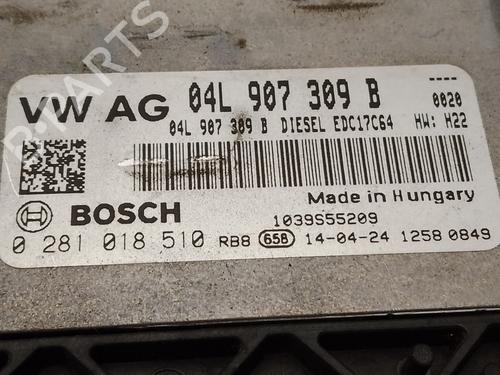 VW AG 04L 907 309 B
0020
04L 907 309 B DIESEL EDC17C64 HW: H22
Made in Hungary
BOSCH 1039S55209
0 281 018 510 RB8 658 14-04-24 1258 0849
B-PARTS